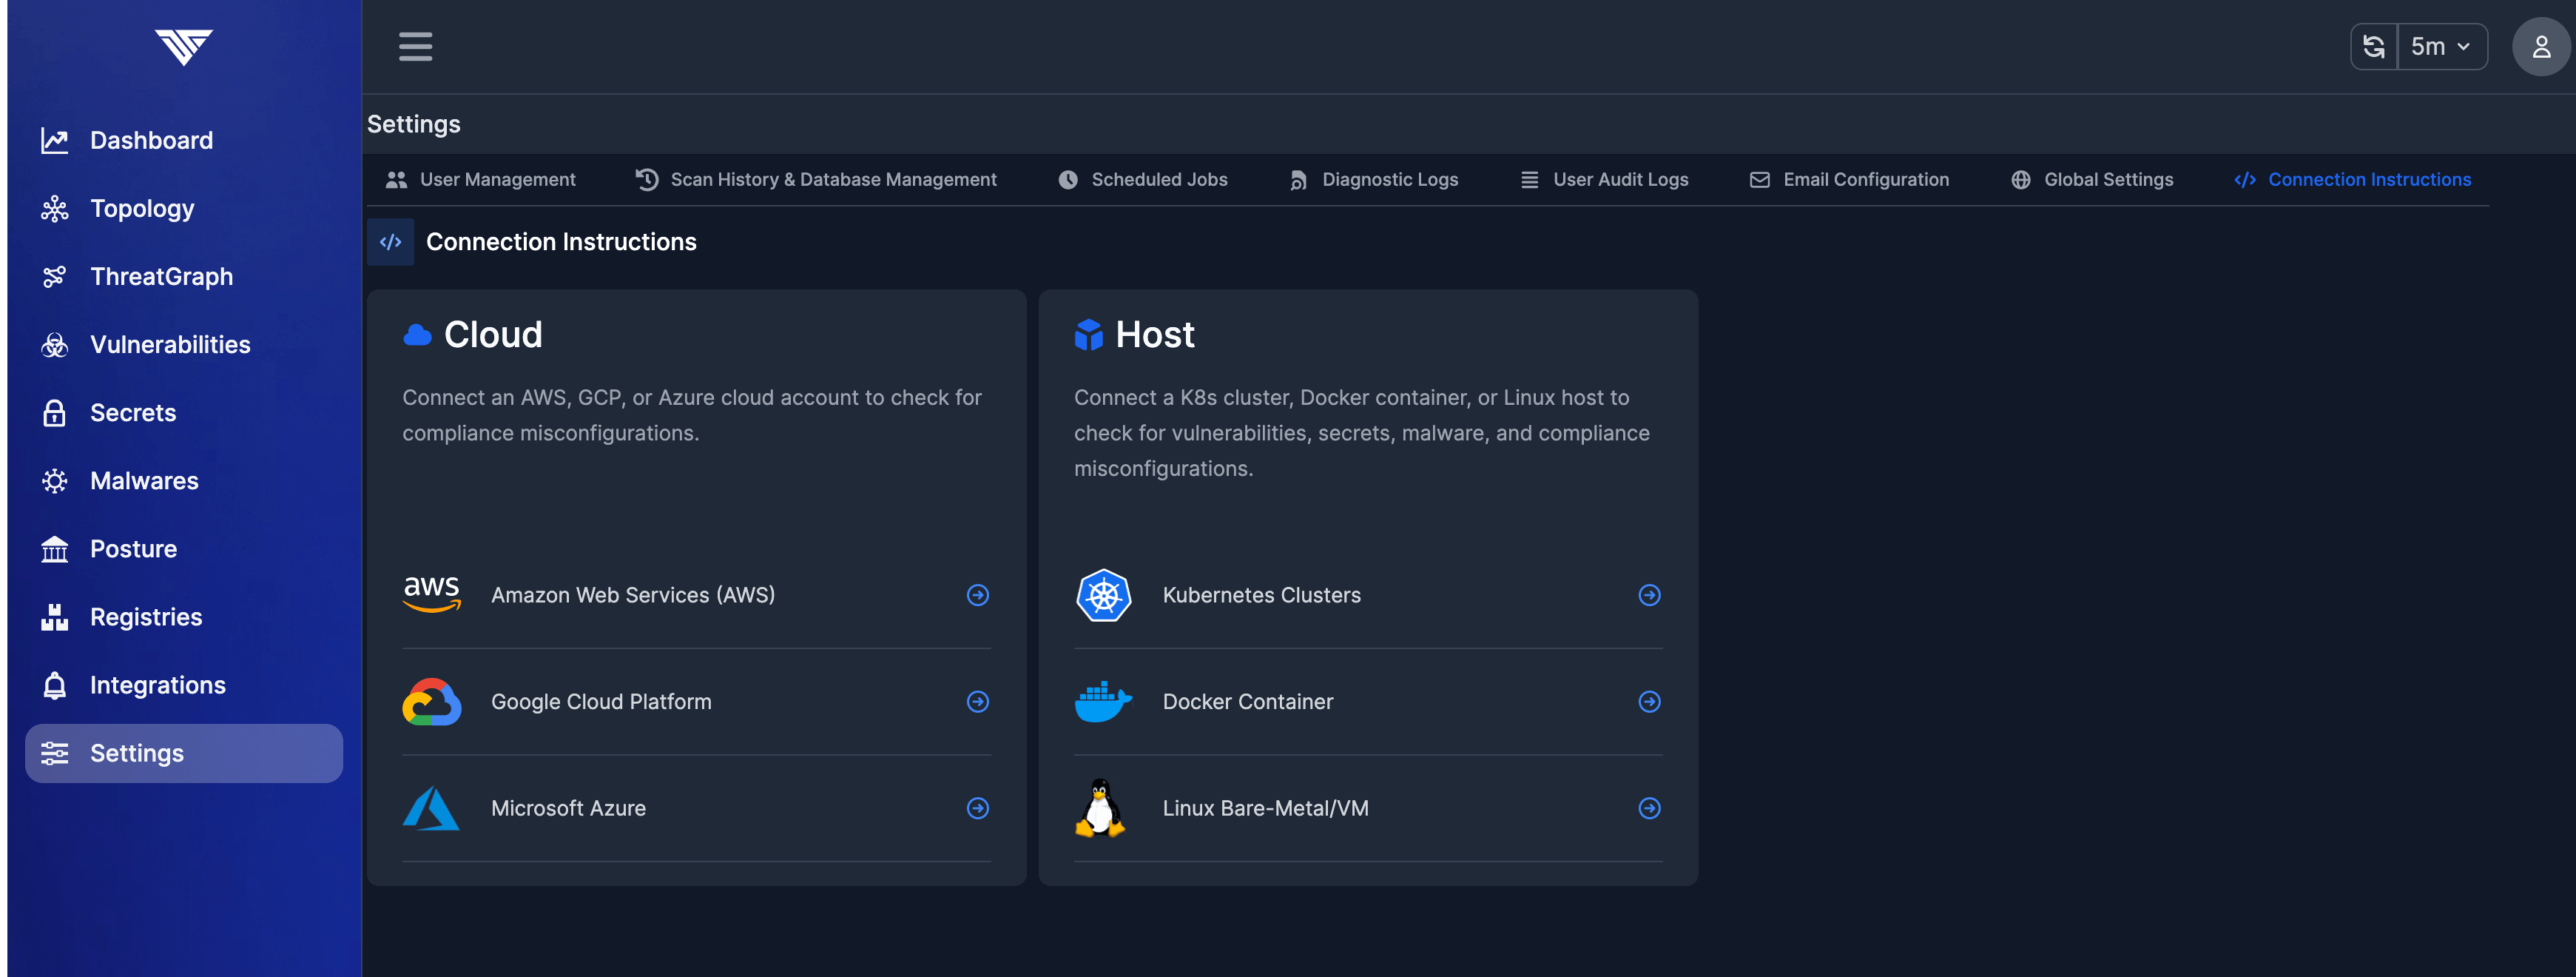 5m
Dashboard
Topology
ThreatGraph
Vulnerabilities
Secrets
Malwares
Posture
Registries
Integrations
Settings
Settings
User Management
Scan History & Database Management
Scheduled Jobs
Diagnostic Logs
User Audit Logs
Email Configuration
Global Settings
Connection Instructions
Connection Instructions
Cloud
Connect an AWS, GCP, or Azure cloud account to check for
compliance misconfigurations.
aws
Amazon Web Services (AWS)
Google Cloud Platform
Microsoft Azure
Host
Connect a K8s cluster, Docker container, or Linux host to
check for vulnerabilities, secrets, malware, and compliance
misconfigurations.
Kubernetes Clusters
Docker Container
Linux Bare-Metal/VM